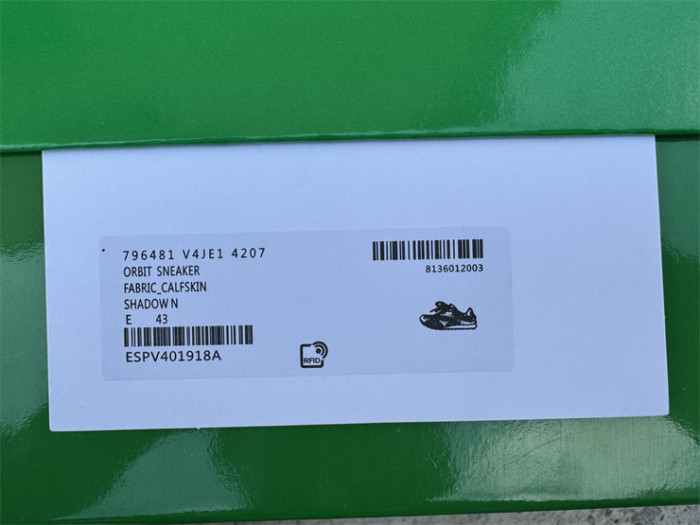 796481 V4JE1 4207
ORBIT SNEAKER
FABRIC_CALFSKIN
SHADOW N
E 43
ESPV401918A
8136012003
RFID